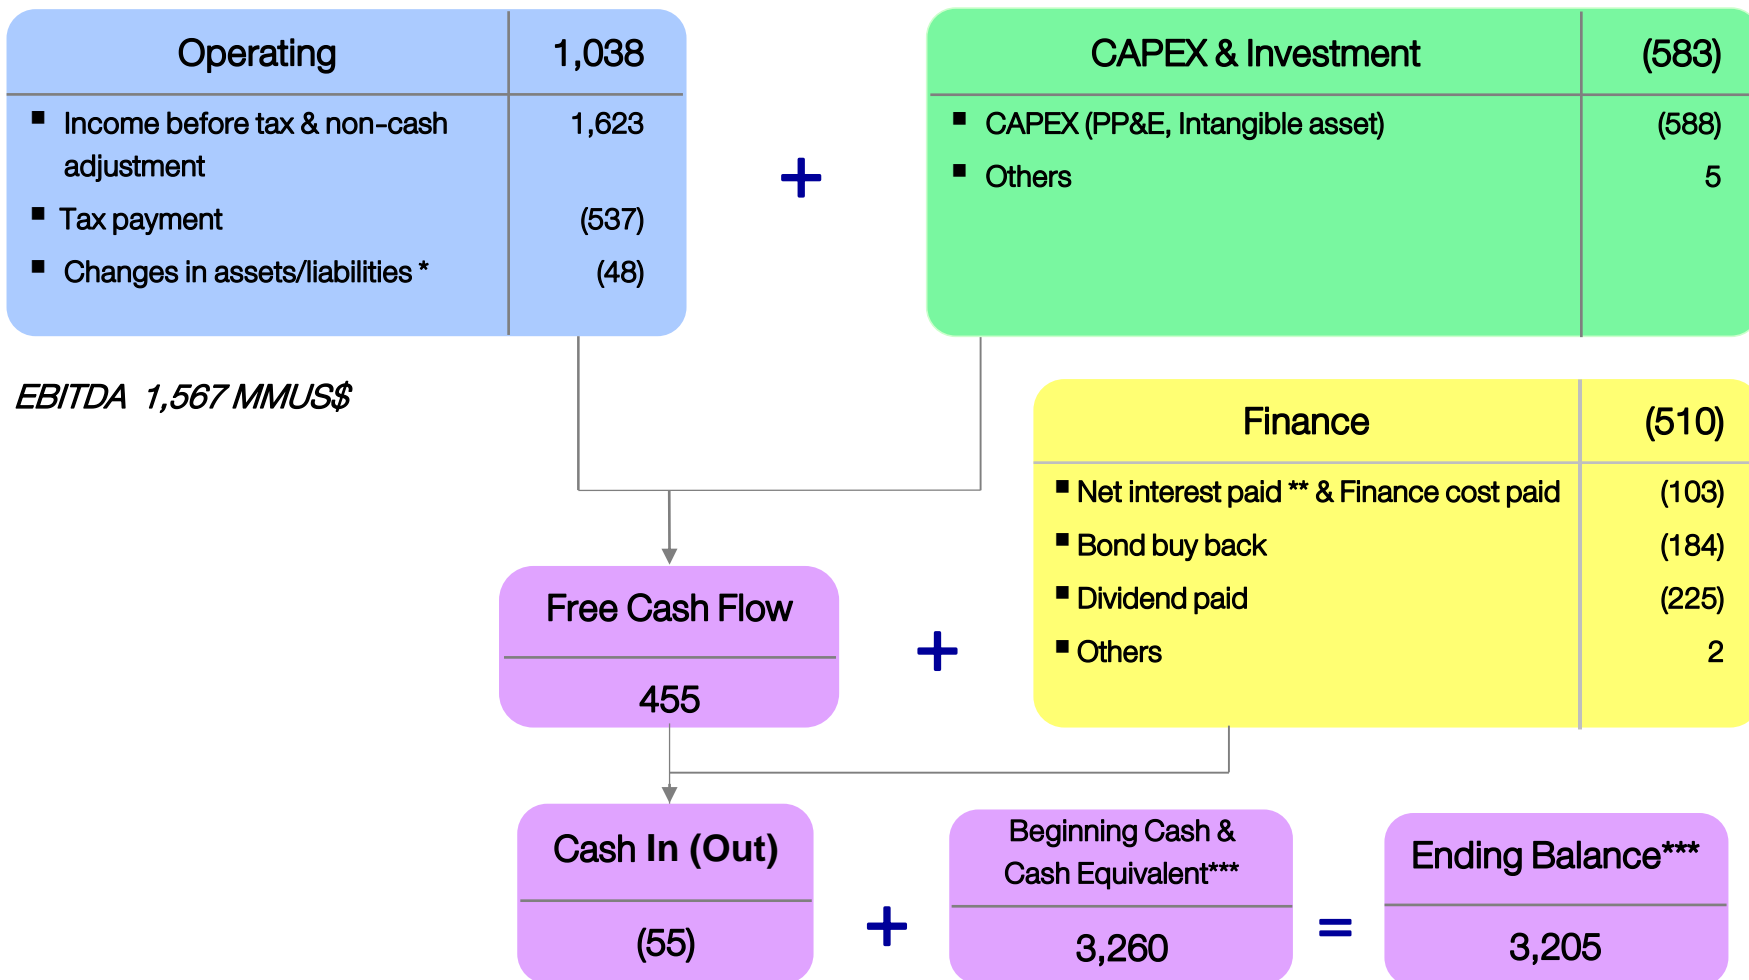 Operating 1,038
▪ Income before tax & non-cash 1,623
adjustment
▪ Tax payment (537)
▪ Changes in assets/liabilities * (48)
+
CAPEX & Investment (583)
▪ CAPEX (PP&E, Intangible asset) (588)
▪ Others 5
EBITDA 1,567 MMUS$
Finance (510)
▪ Net interest paid ** & Finance cost paid (103)
▪ Bond buy back (184)
▪ Dividend paid (225)
▪ Others 2
Free Cash Flow
455
+
Cash In (Out)
(55)
+
Beginning Cash &
Cash Equivalent***
3,260
=
Ending Balance***
3,205